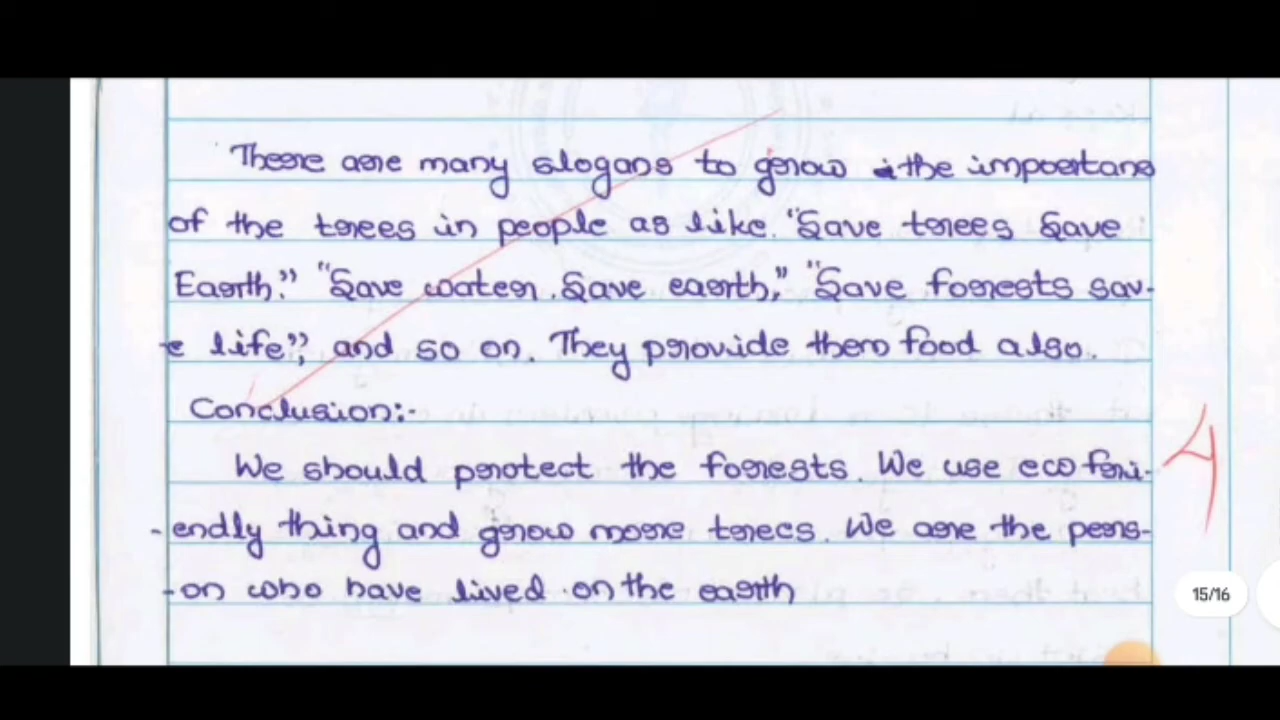 There are many slogans to grow the importans
of the trees in people as like. "Save trees Save
Earth." "Save water. Save earth," "Save forests sav-
e life", and so on. They provide them food also.
Conclusion:-
We should protect the forests. We use eco fri-
4
-endly thing and grow more trees. We are the pers-
-on who have lived on the earth
15/16